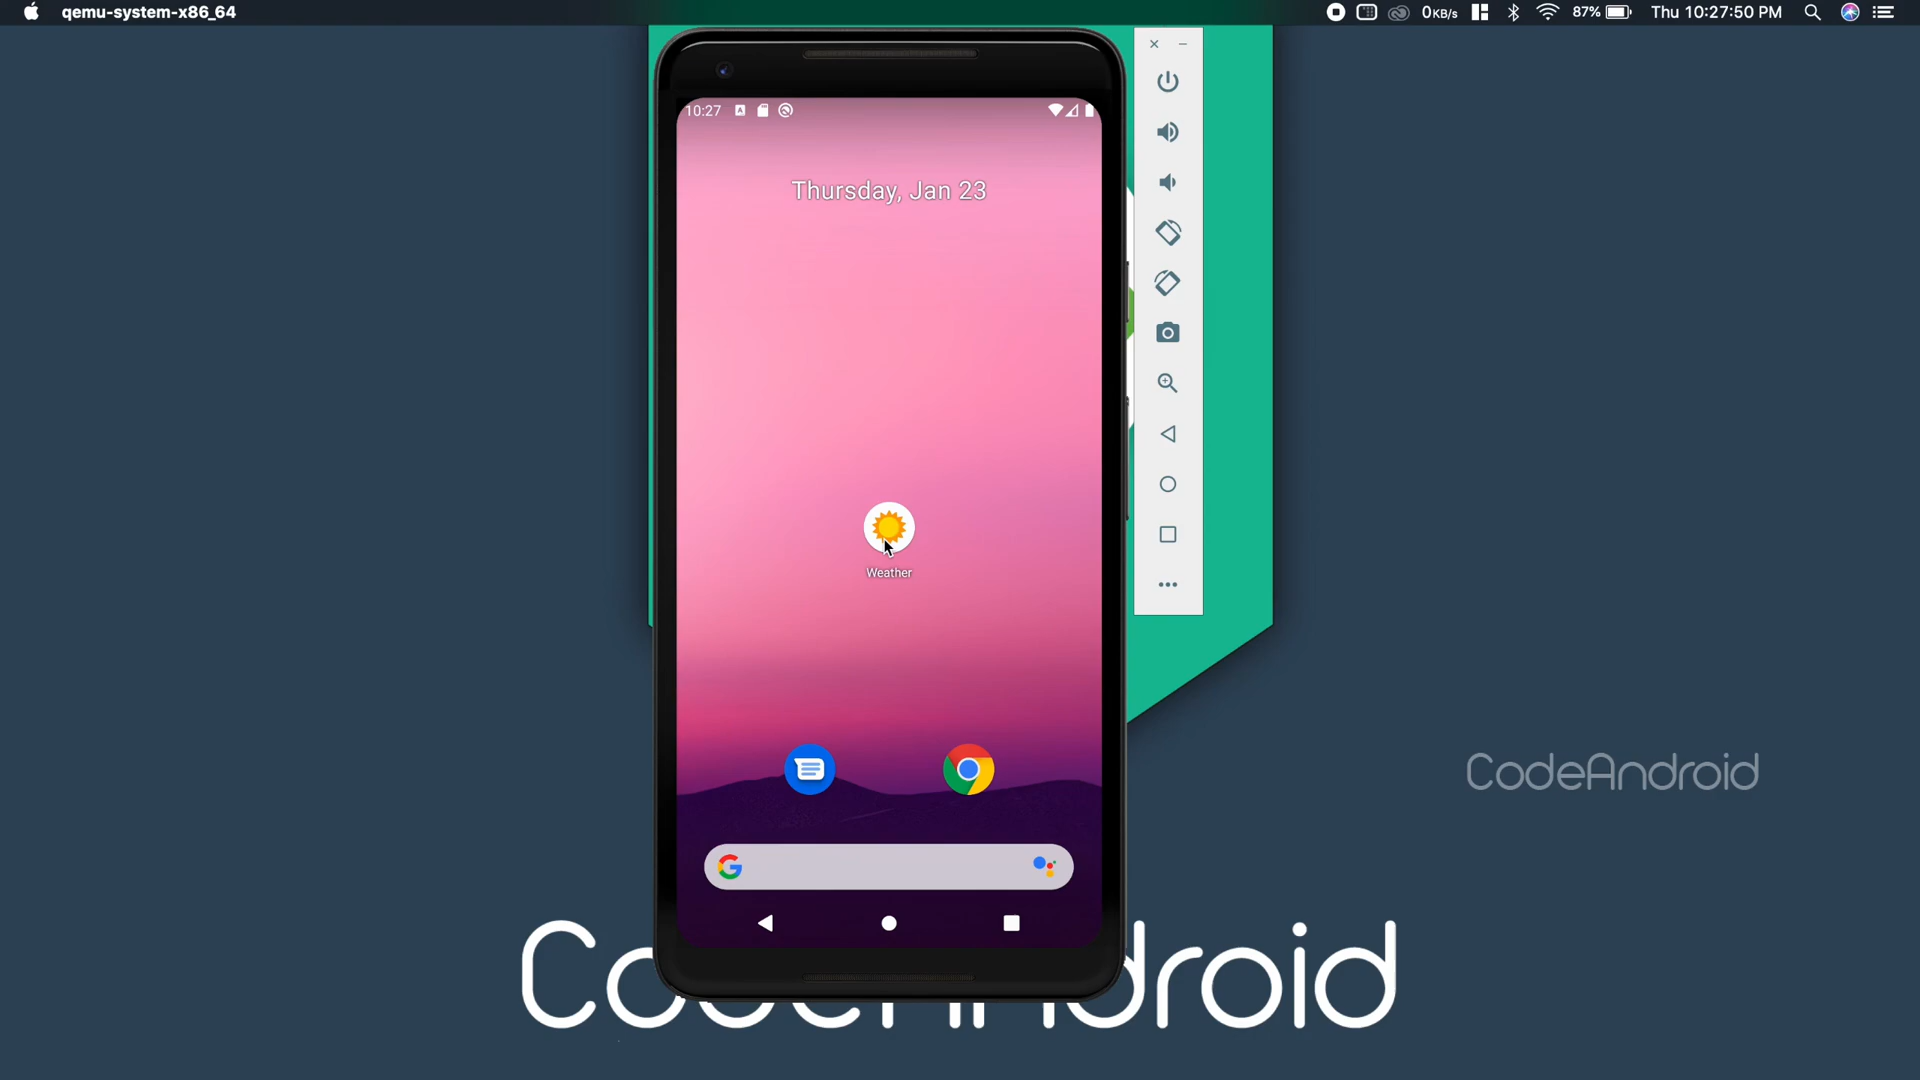 qemu-system-x86_64
0KB/s
87%
Thu 10:27:50 PM
10:27
Thursday, Jan 23
Weather
CodeAndroid